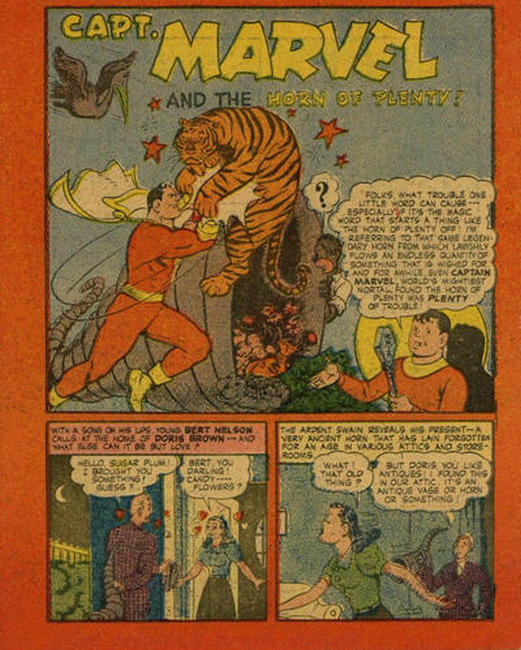 CAPT. MARVEL
AND THE HORN OF PLENTY!
?
FOLKS, WHAT TROUBLE ONE
LITTLE WORD CAN CAUSE---
ESPECIALLY IF IT'S THE MAGIC
WORD THAT STARTS A THING LIKE
THE HORN OF PLENTY OFF! I'M
REFERRING TO THAT SAME LEGEN-
DARY HORN FROM WHICH LAVISHLY
FLOWS AN ENDLESS QUANTITY OF
SOMETHING THAT IS WISHED FOR
AND FOR AWHILE, EVEN CAPTAIN
MARVEL, WORLD'S MIGHTIEST
MORTAL, FOUND THE HORN OF
PLENTY WAS PLENTY
OF TROUBLE!
WITH A SONG ON HIS LIPS, YOUNG BERT NELSON
CALLS AT THE HOME OF DORIS BROWN --- AND
WHAT ELSE CAN IT BE BUT LOVE?
HELLO, SUGAR PLUM!
I BROUGHT YOU
SOMETHING!
GUESS?
BERT, YOU
DARLING!
CANDY----
FLOWERS?
THE ARDENT SWAIN REVEALS HIS PRESENT--A
VERY ANCIENT HORN THAT HAS LAIN FORGOTTEN
FOR AN AGE IN VARIOUS ATTICS AND STORE-
ROOMS
WHAT!
THAT OLD
THING?
BUT DORIS, YOU LIKE
ANTIQUES! I FOUND THIS
IN OUR ATTIC. IT'S AN
ANTIQUE VASE OR HORN
OR SOMETHING!